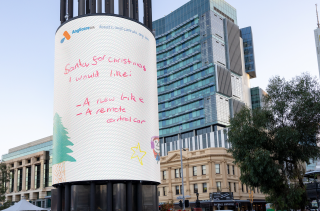 Santa for christmas
I would like:
- A new bike
- A remote
control car